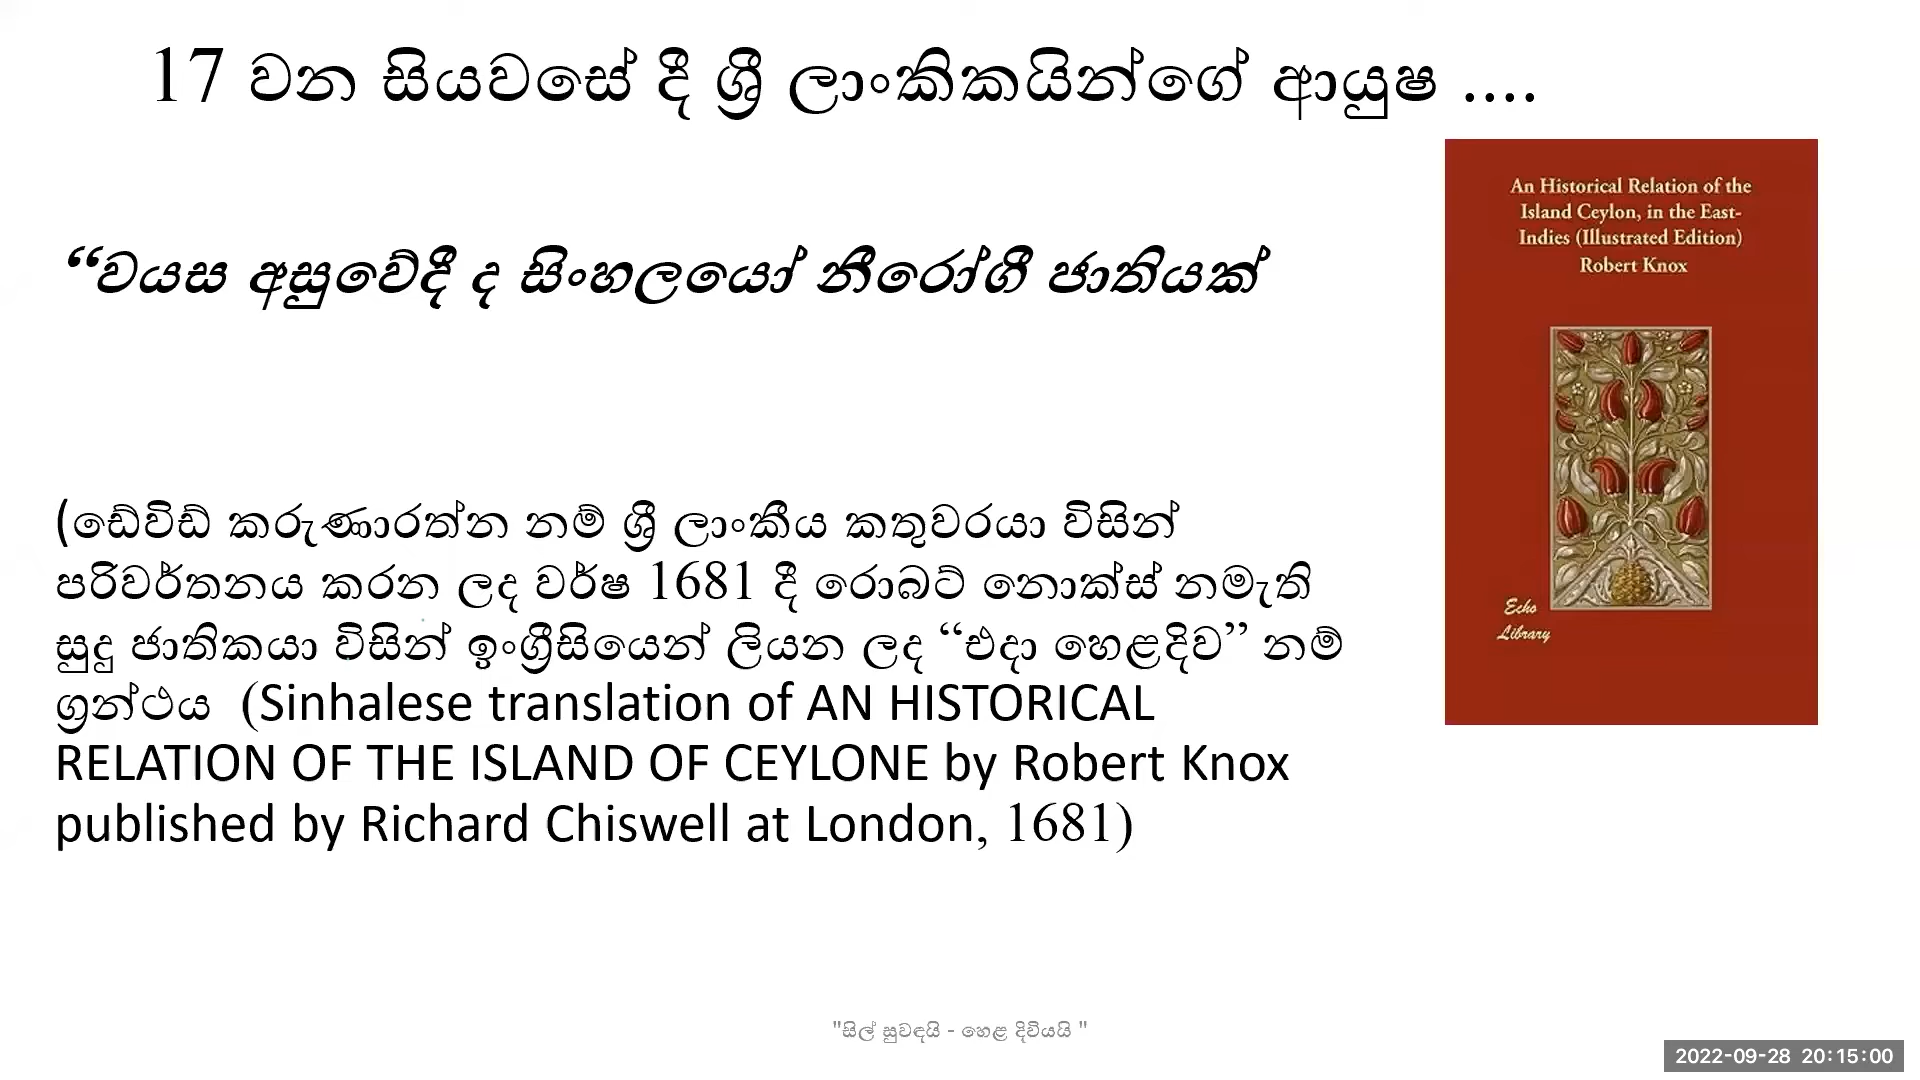 17 වන සියවසේ දී ශ්‍රී ලාංකිකයින්ගේ ආයුෂ ....
“වයස අසුවේදී ද සිංහලයෝ නීරෝගී ජාතියක්
(ඩේවිඩ් කරුණාරත්න නම් ශ්‍රී ලාංකීය කතුවරයා විසින්
පරිවර්තනය කරන ලද වර්ෂ 1681 දී රොබට් නොක්ස් නමැති
සුදු ජාතිකයා විසින් ඉංග්‍රීසියෙන් ලියන ලද “එදා හෙළදිව” නම්
ග්‍රන්ථය (Sinhalese translation of AN HISTORICAL
RELATION OF THE ISLAND OF CEYLONE by Robert Knox
published by Richard Chiswell at London, 1681)
An Historical Relation of the
Island Ceylon, in the East-
Indies (Illustrated Edition)
Robert Knox
Echo
Library
"සිල් සුවඳයි - හෙළ දිවියයි "
2022-09-28 20:15:00